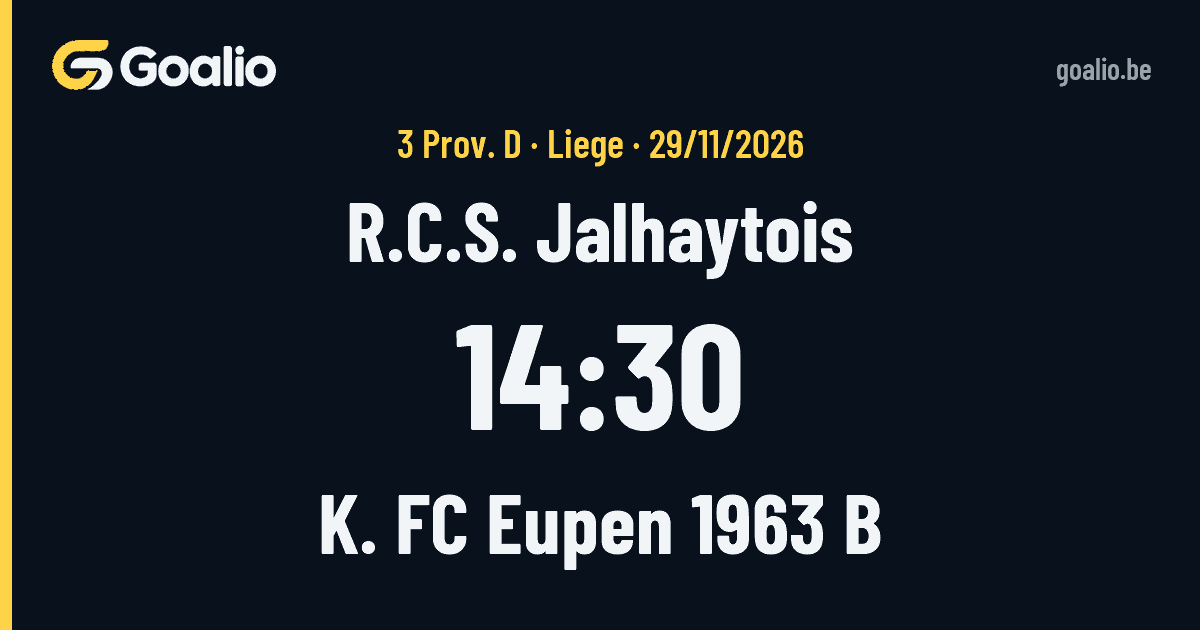 Goalio
goalio.be
3 Prov. D · Liege · 29/11/2026
R.C.S. Jalhaytois
14:30
K. FC Eupen 1963 B